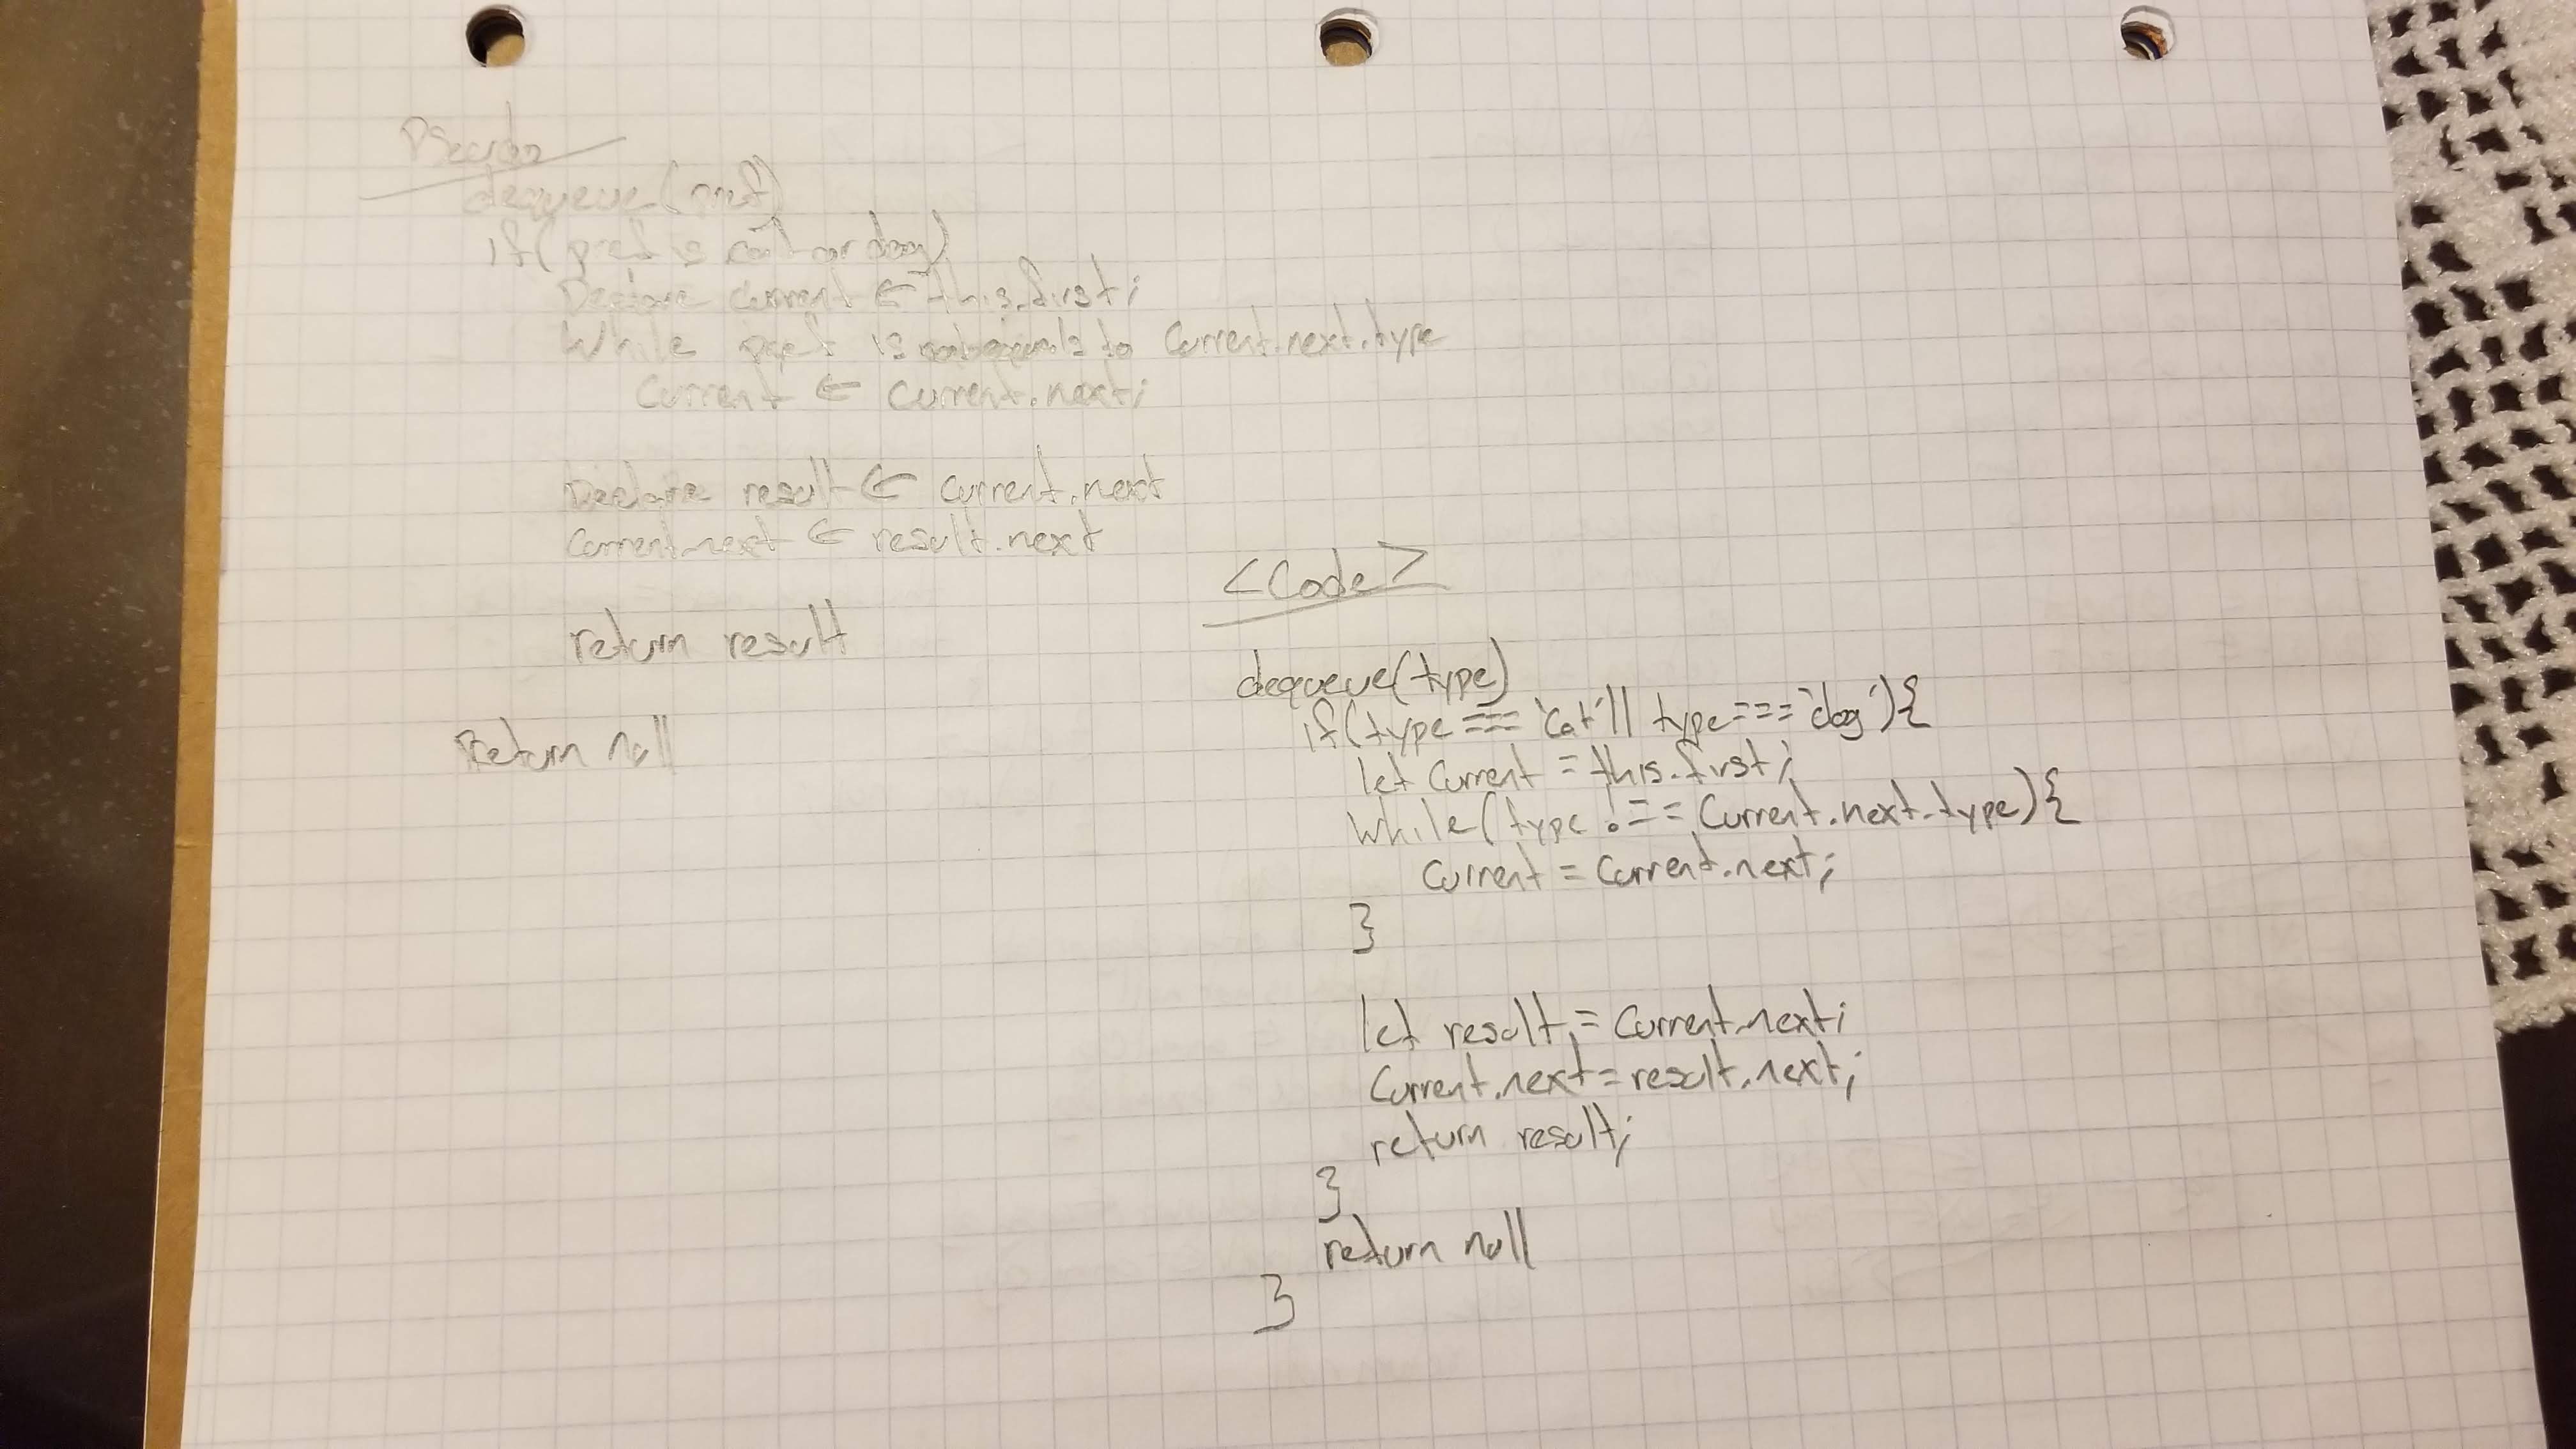 Pseudo
dequeue(pref)
if(pref is cat or dog)
Declare current ← this.first;
While pref is not equals to Current.next.type
Current ← Current.next;
Declare result ← Current.next
Current.next ← result.next
return result
Return null
<Code>
dequeue(type)
if(type === 'cat' || type === 'dog'){
let Current = this.first;
while(type !== Current.next.type){
Current = Current.next;
}
let result = Current.next;
Current.next = result.next;
return result;
}
return null
}